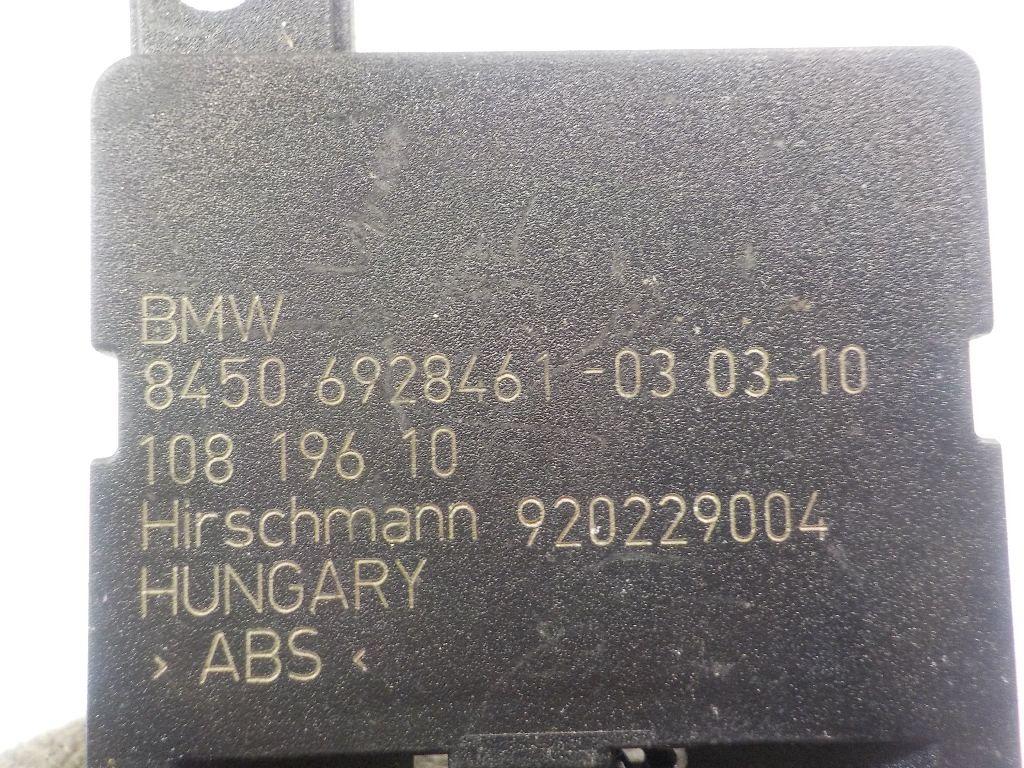 BMW
8450 6928461 -03 03-10
108 196 10
Hirschmann 920229004
HUNGARY
> ABS <